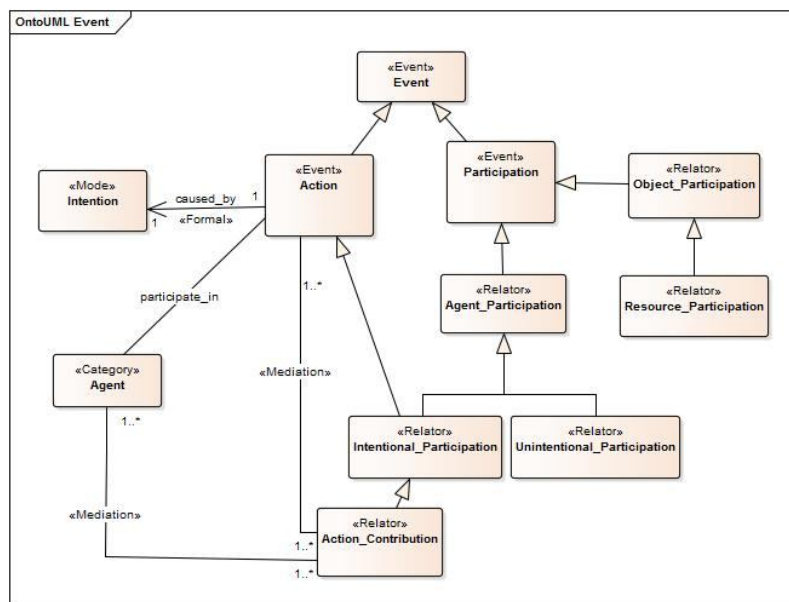 OntoUML Event
«Event»
Event
«Event»
Action
«Event»
Participation
«Relator»
Object_Participation
«Mode»
Intention
caused_by
1
1
«Formal»
«Relator»
Agent_Participation
«Relator»
Resource_Participation
participate_in
1..*
«Category»
Agent
«Mediation»
1..*
«Relator»
Intentional_Participation
«Relator»
Unintentional_Participation
«Mediation»
«Relator»
Action_Contribution
1..*
1..*